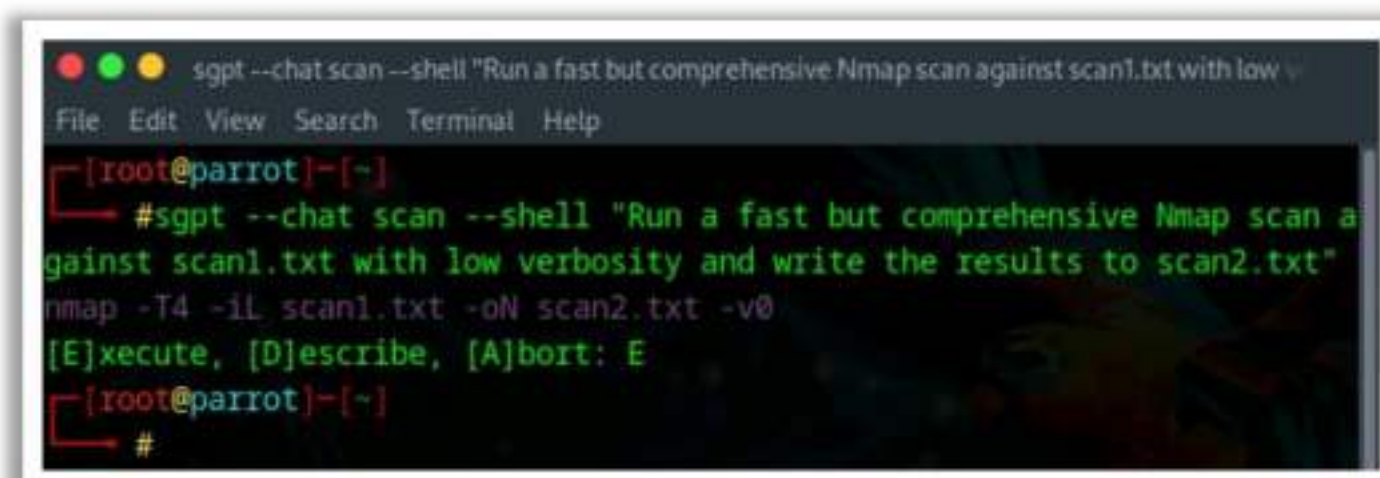 sgpt --chat scan --shell "Run a fast but comprehensive Nmap scan against scan1.txt with low
File Edit View Search Terminal Help
[root@parrot]─[~]
#sgpt --chat scan --shell "Run a fast but comprehensive Nmap scan a
gainst scan1.txt with low verbosity and write the results to scan2.txt"
nmap -T4 -iL scan1.txt -oN scan2.txt -v0
[E]xecute, [D]escribe, [A]bort: E
[root@parrot]─[~]
#